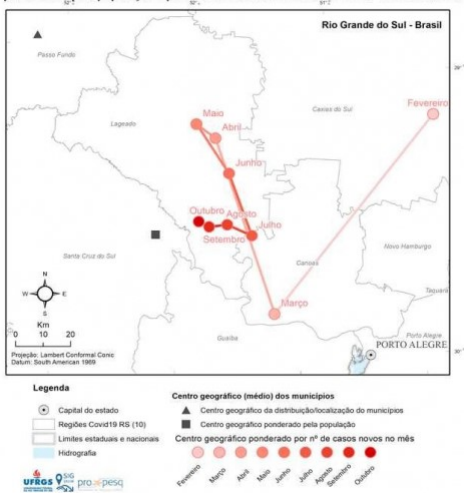 Rio Grande do Sul - Brasil
Passo Fundo
Fevereiro
Caxias do Sul
Maio
Lageado
Abril
Junho
Outubro
Agosto
Julho
Setembro
Novo Hamburgo
Santa Cruz do Sul
Canoas
Taquara
N
W
E
S
Março
Km
0 10 20
Porto Alegre
PORTO ALEGRE
Guaíba
Projeção: Lambert Conformal Conic
Datum: South American 1969
Legenda
Capital do estado
Regiões Covid19 RS (10)
Limites estaduais e nacionais
Hidrografia
Centro geográfico (médio) dos municípios
Centro geográfico da distribuição/localização do municípios
Centro geográfico ponderado pela população
Centro geográfico ponderado por nº de casos novos no mês
Fevereiro
Março
Abril
Maio
Junho
Julho
Agosto
Setembro
Outubro
UFRGS
SIG